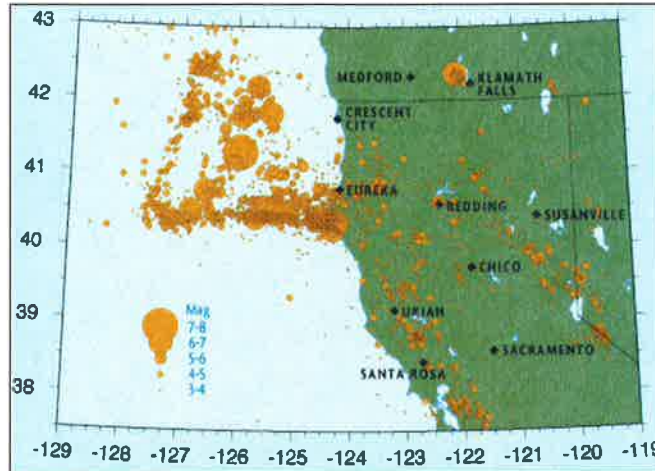 43
42
41
40
39
38
MEDFORD
KLAMATH
FALLS
CRESCENT
CITY
EUREKA
REDDING
SUSANVILLE
CHICO
UKIAH
SACRAMENTO
SANTA ROSA
Mag
7-8
6-7
5-6
4-5
3-4
-129 -128 -127 -126 -125 -124 -123 -122 -121 -120 -119